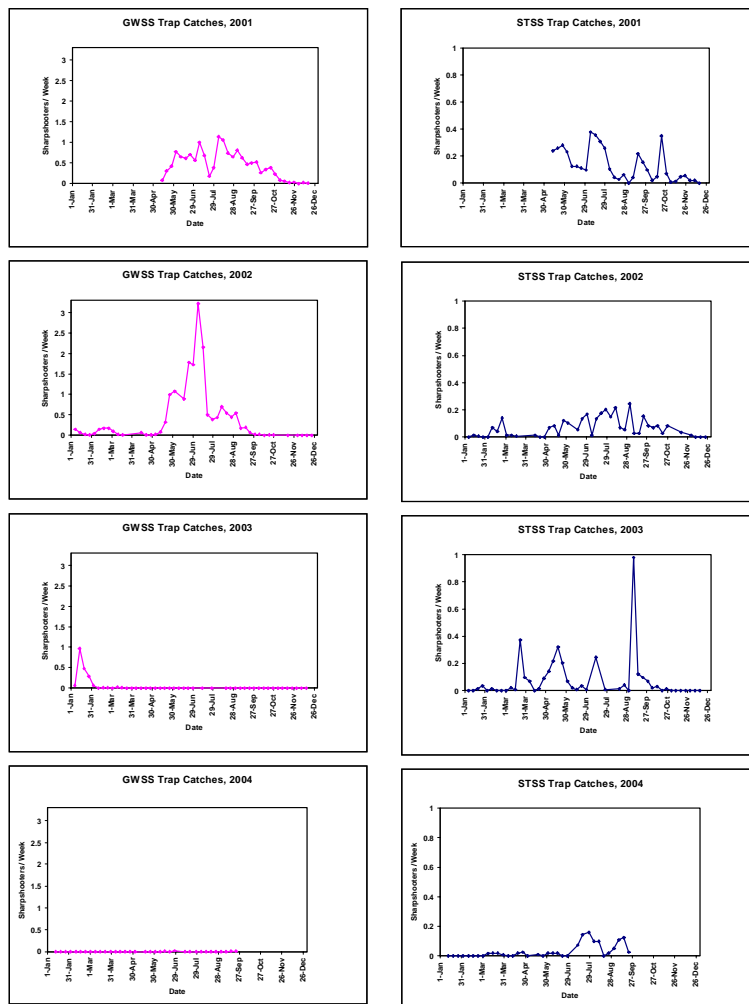 GWSS Trap Catches, 2001
Sharpshooters / Week
3
2.5
2
1.5
1
0.5
0
1-Jan
31-Jan
1-Mar
31-Mar
30-Apr
30-May
29-Jun
29-Jul
28-Aug
27-Sep
27-Oct
26-Nov
26-Dec
Date
STSS Trap Catches, 2001
Sharpshooters / Week
1
0.8
0.6
0.4
0.2
0
1-Jan
31-Jan
1-Mar
31-Mar
30-Apr
30-May
29-Jun
29-Jul
28-Aug
27-Sep
27-Oct
26-Nov
26-Dec
Date
GWSS Trap Catches, 2002
Sharpshooters / Week
3
2.5
2
1.5
1
0.5
0
1-Jan
31-Jan
1-Mar
31-Mar
30-Apr
30-May
29-Jun
29-Jul
28-Aug
27-Sep
27-Oct
26-Nov
26-Dec
Date
STSS Trap Catches, 2002
Sharpshooters / Week
1
0.8
0.6
0.4
0.2
0
1-Jan
31-Jan
1-Mar
31-Mar
30-Apr
30-May
29-Jun
29-Jul
28-Aug
27-Sep
27-Oct
26-Nov
26-Dec
Date
GWSS Trap Catches, 2003
Sharpshooters / Week
3
2.5
2
1.5
1
0.5
0
1-Jan
31-Jan
1-Mar
31-Mar
30-Apr
30-May
29-Jun
29-Jul
28-Aug
27-Sep
27-Oct
26-Nov
26-Dec
Date
STSS Trap Catches, 2003
Sharpshooters / Week
1
0.8
0.6
0.4
0.2
0
1-Jan
31-Jan
1-Mar
31-Mar
30-Apr
30-May
29-Jun
29-Jul
28-Aug
27-Sep
27-Oct
26-Nov
26-Dec
Date
GWSS Trap Catches, 2004
Sharpshooters / Week
3
2.5
2
1.5
1
0.5
0
1-Jan
31-Jan
1-Mar
31-Mar
30-Apr
30-May
29-Jun
29-Jul
28-Aug
27-Sep
27-Oct
26-Nov
26-Dec
Date
STSS Trap Catches, 2004
Sharpshooters / Week
1
0.8
0.6
0.4
0.2
0
1-Jan
31-Jan
1-Mar
31-Mar
30-Apr
30-May
29-Jun
29-Jul
28-Aug
27-Sep
27-Oct
26-Nov
26-Dec
Date